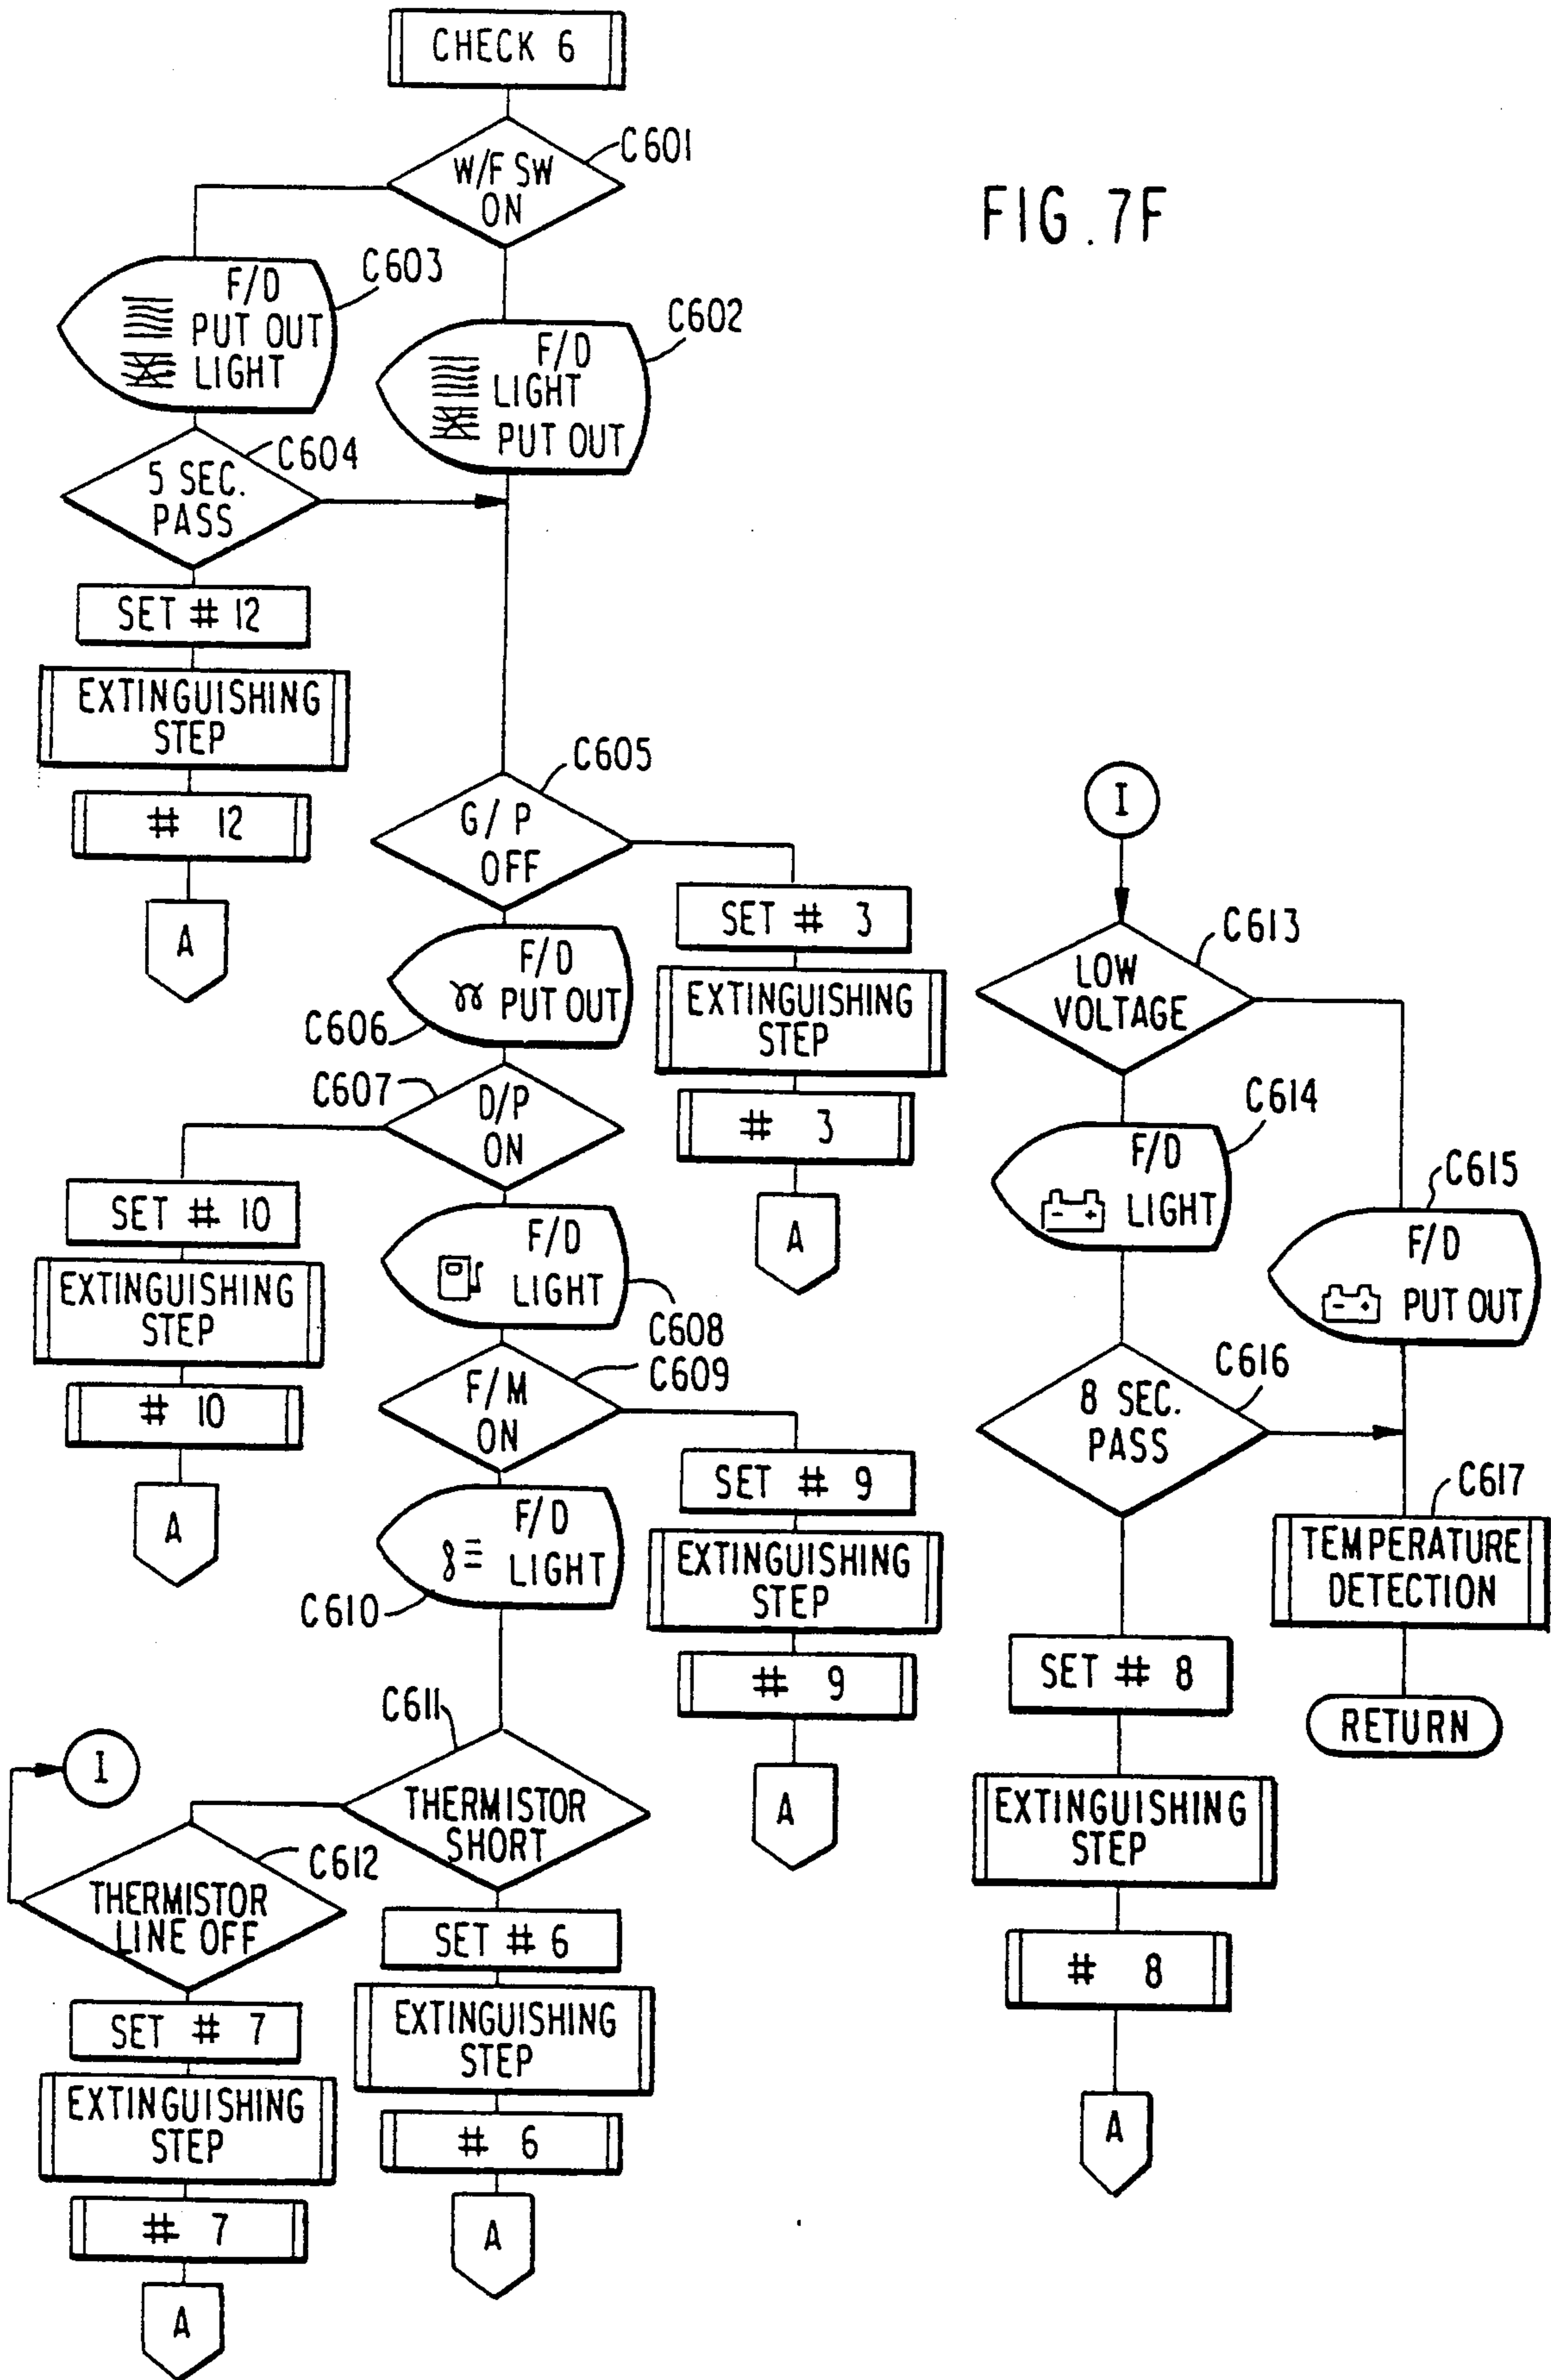 CHECK 6
C601
W/F SW
ON
FIG. 7F
C603
F/D
PUT OUT
LIGHT
C602
F/D
LIGHT
PUT OUT
C604
5 SEC.
PASS
SET # 12
EXTINGUISHING
STEP
# 12
A
C605
G/P
OFF
SET # 3
EXTINGUISHING
STEP
# 3
A
F/D
PUT OUT
C606
C607
D/P
ON
SET # 10
EXTINGUISHING
STEP
# 10
A
F/D
LIGHT
C608
C609
F/M
ON
SET # 9
EXTINGUISHING
STEP
# 9
A
F/D
LIGHT
C610
C611
THERMISTOR
SHORT
I
C612
THERMISTOR
LINE OFF
SET # 7
EXTINGUISHING
STEP
# 7
A
SET # 6
EXTINGUISHING
STEP
# 6
A
I
C613
LOW
VOLTAGE
C614
F/D
- + LIGHT
C615
F/D
- + PUT OUT
C616
8 SEC.
PASS
C617
TEMPERATURE
DETECTION
RETURN
SET # 8
EXTINGUISHING
STEP
# 8
A